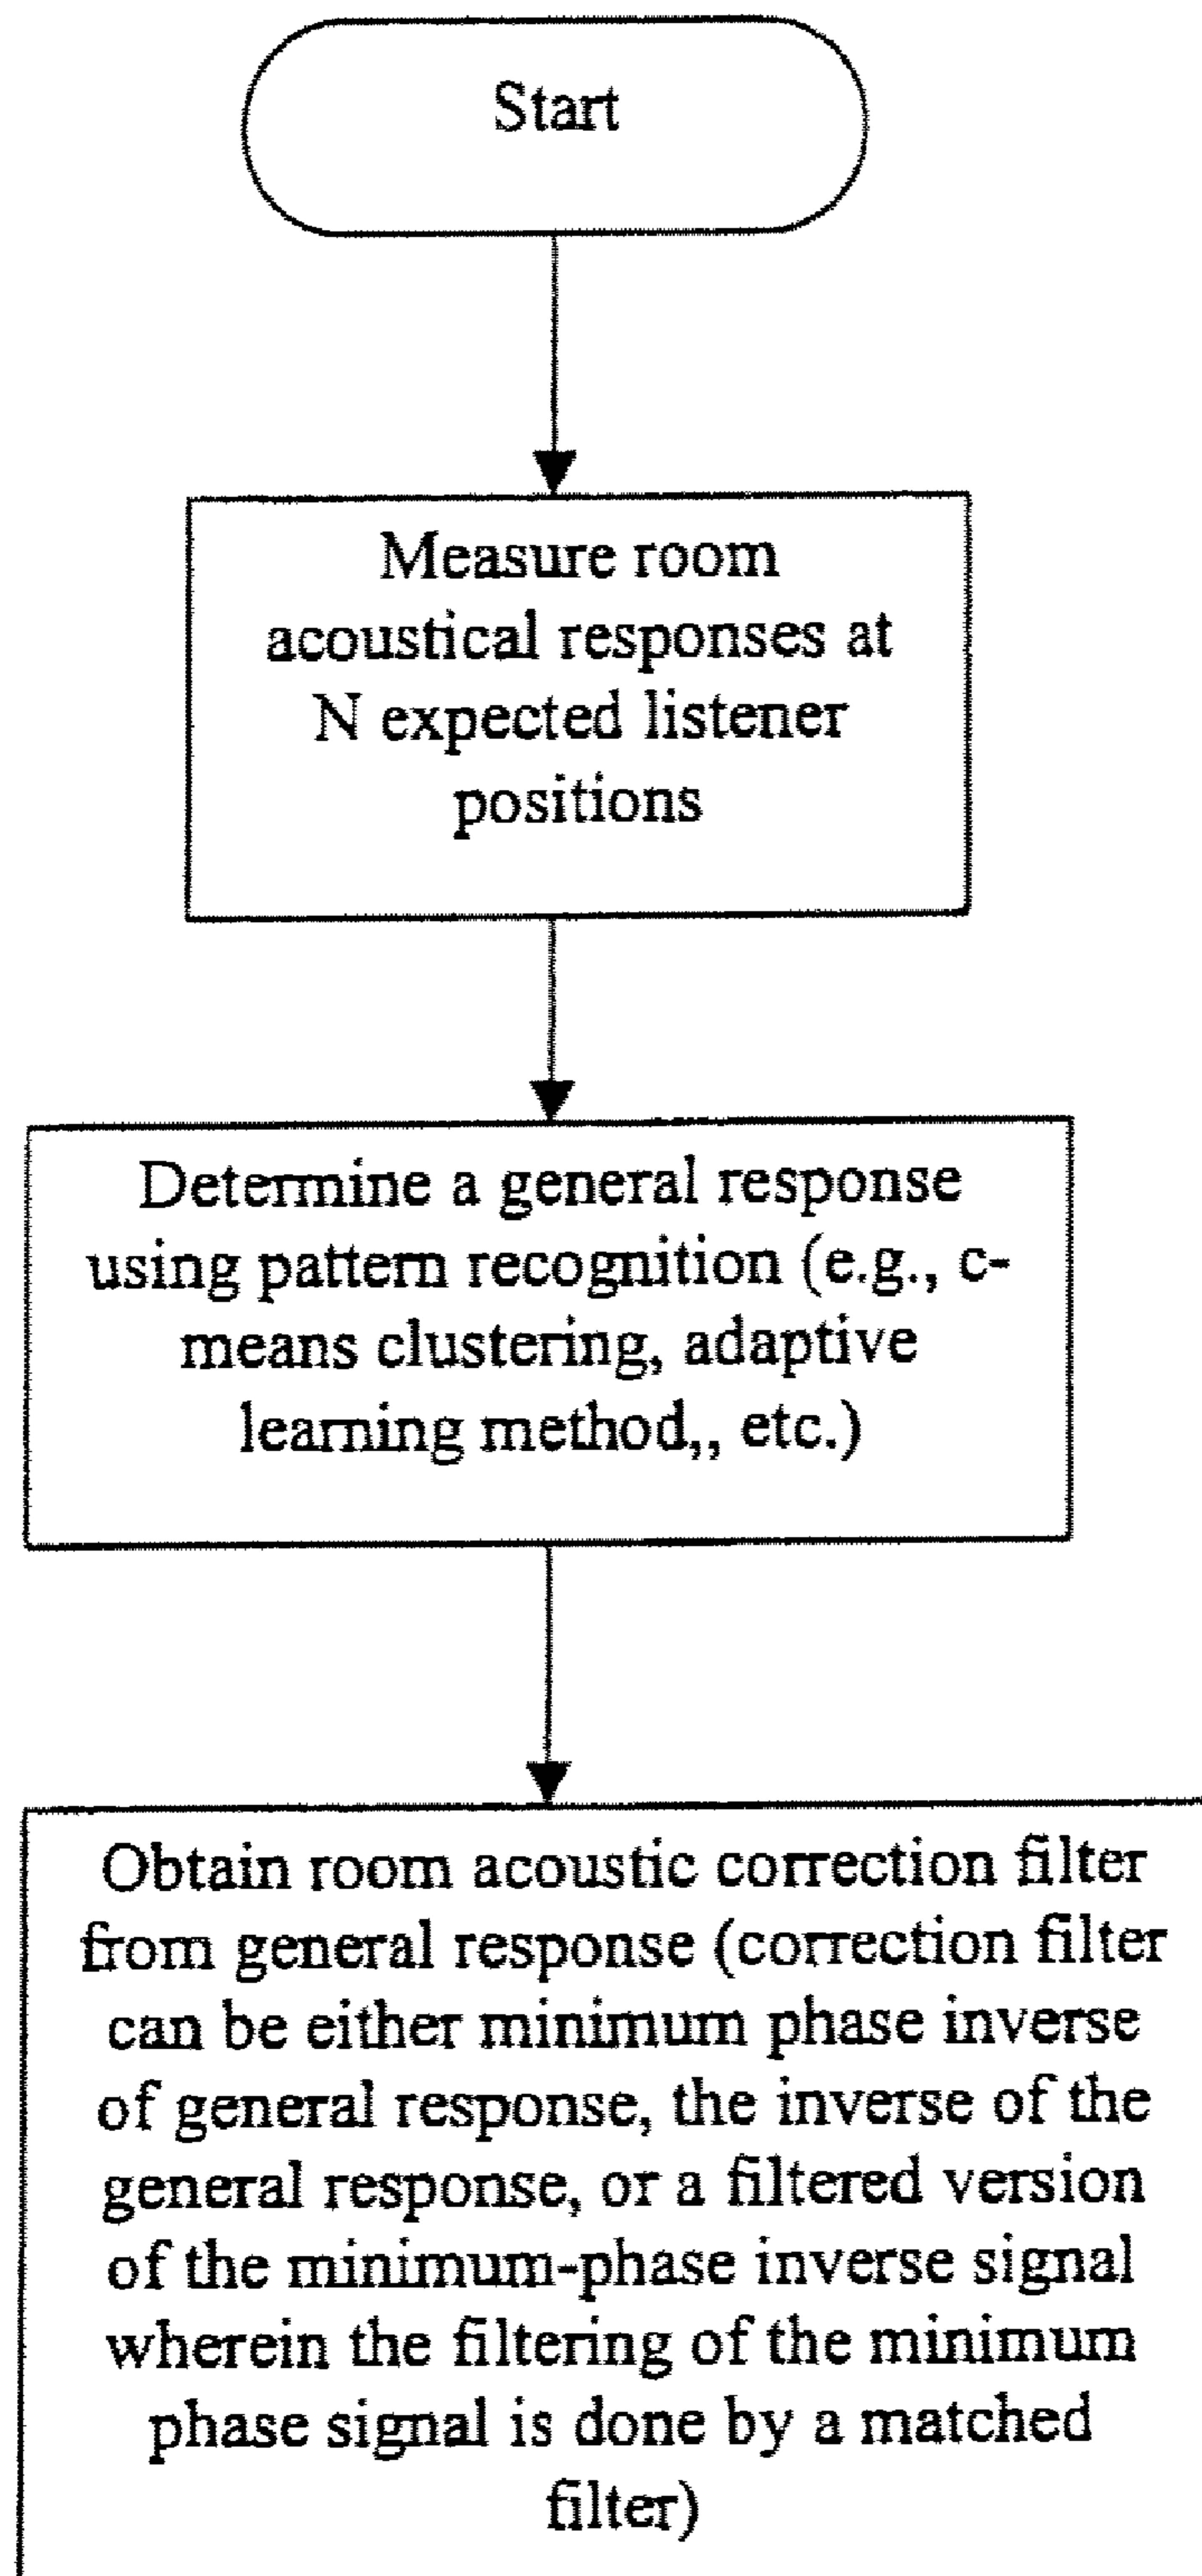 Start
Measure room
acoustical responses at
N expected listener
positions
Determine a general response
using pattern recognition (e.g., c-
means clustering, adaptive
learning method,, etc.)
Obtain room acoustic correction filter
from general response (correction filter
can be either minimum phase inverse
of general response, the inverse of the
general response, or a filtered version
of the minimum-phase inverse signal
wherein the filtering of the minimum
phase signal is done by a matched
filter)